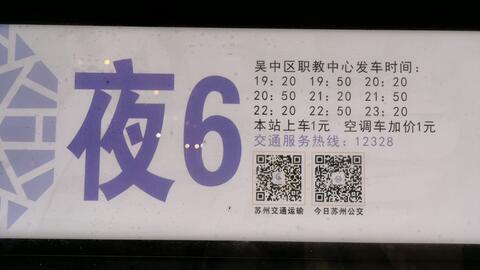 夜6
吴中区职教中心发车时间:
19:20 19:50 20:20
20:50 21:20 21:50
22:20 22:50 23:20
本站上车1元 空调车加价1元
交通服务热线: 12328
苏州交通运输 今日苏州公交